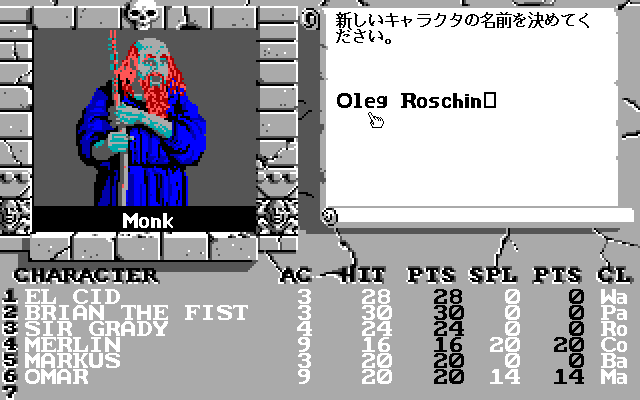 新しいキャラクタの名前を決めてく
ださい。
Oleg Roschin
Monk
CHARACTER AC HIT PTS SPL PTS CL
1 EL CID 3 28 28 0 0 Wa
2 BRIAN THE FIST 3 30 30 0 0 Pa
3 SIR GRADY 4 24 24 0 0 Ro
4 MERLIN 9 16 16 20 20 Co
5 MARKUS 3 20 20 0 0 Ba
6 OMAR 9 20 20 14 14 Ma
7